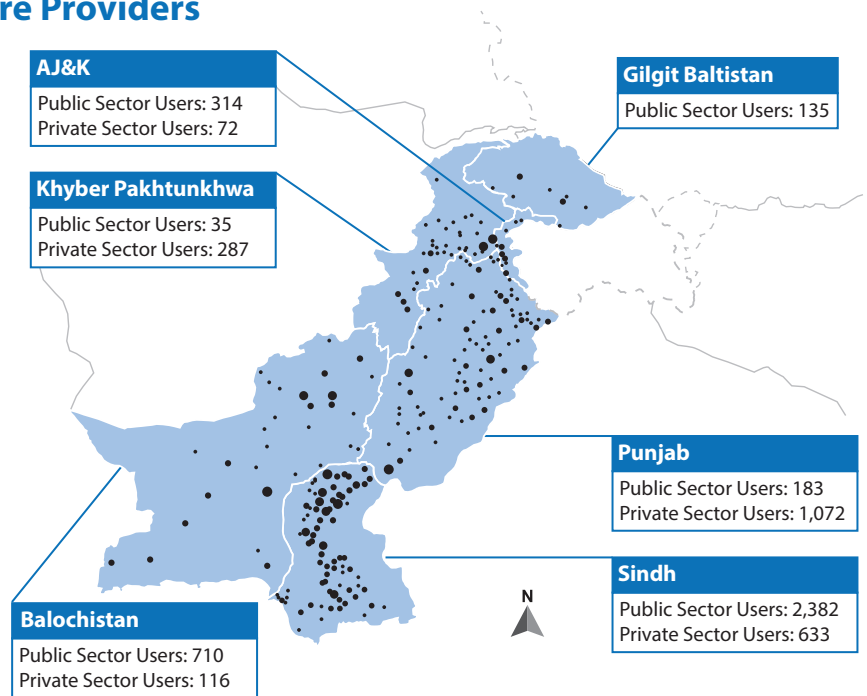 re Providers
AJ&K
Public Sector Users: 314
Private Sector Users: 72
Gilgit Baltistan
Public Sector Users: 135
Khyber Pakhtunkhwa
Public Sector Users: 35
Private Sector Users: 287
Punjab
Public Sector Users: 183
Private Sector Users: 1,072
Sindh
Public Sector Users: 2,382
Private Sector Users: 633
N
Balochistan
Public Sector Users: 710
Private Sector Users: 116